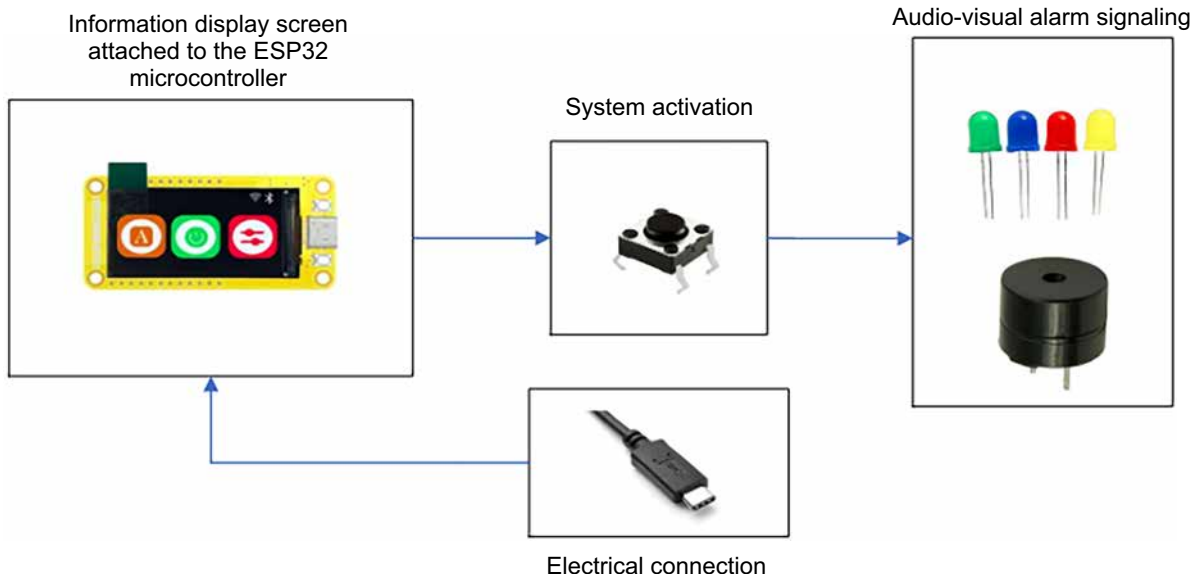 Information display screen
attached to the ESP32
microcontroller
System activation
Audio-visual alarm signaling
A
Electrical connection